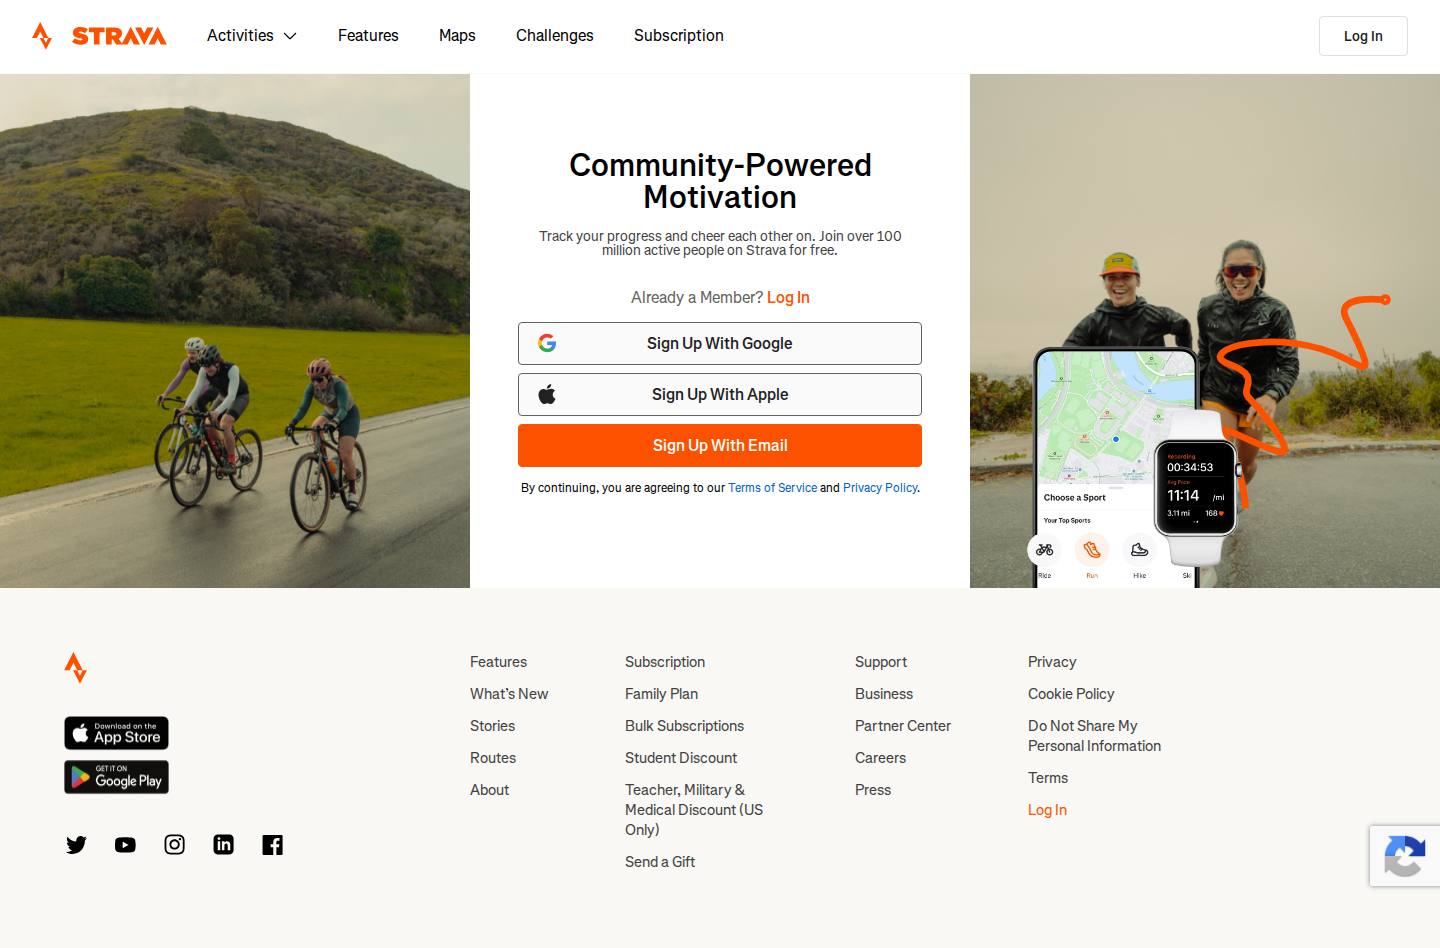 STRAVA
Activities
Features
Maps
Challenges
Subscription
Log In
Community-Powered
Motivation
Track your progress and cheer each other on. Join over 100
million active people on Strava for free.
Already a Member? Log In
Sign Up With Google
Sign Up With Apple
Sign Up With Email
By continuing, you are agreeing to our Terms of Service and Privacy Policy.
Choose a Sport
Your Top Sports
Ride
Run
Hike
Ski
Recording
00:34:53
Avg Pace
11:14 /mi
3.11 mi 168
Download on the
App Store
GET IT ON
Google Play
Features
What’s New
Stories
Routes
About
Subscription
Family Plan
Bulk Subscriptions
Student Discount
Teacher, Military &
Medical Discount (US
Only)
Send a Gift
Support
Business
Partner Center
Careers
Press
Privacy
Cookie Policy
Do Not Share My
Personal Information
Terms
Log In